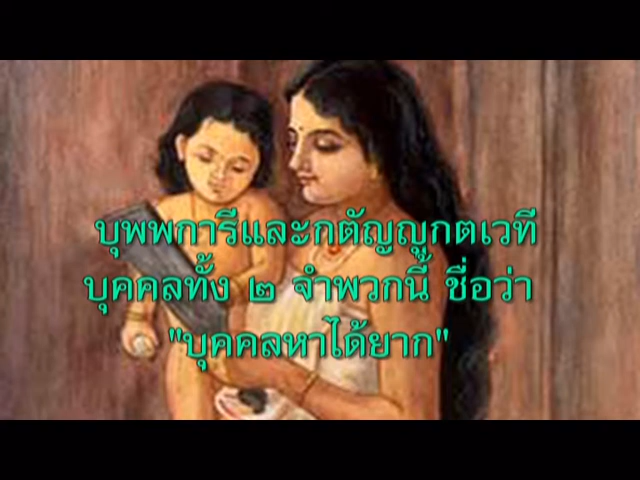 บุพพการีและกตัญญูกตเวที
บุคคลทั้ง ๒ จำพวกนี้ ชื่อว่า
"บุคคลหาได้ยาก"